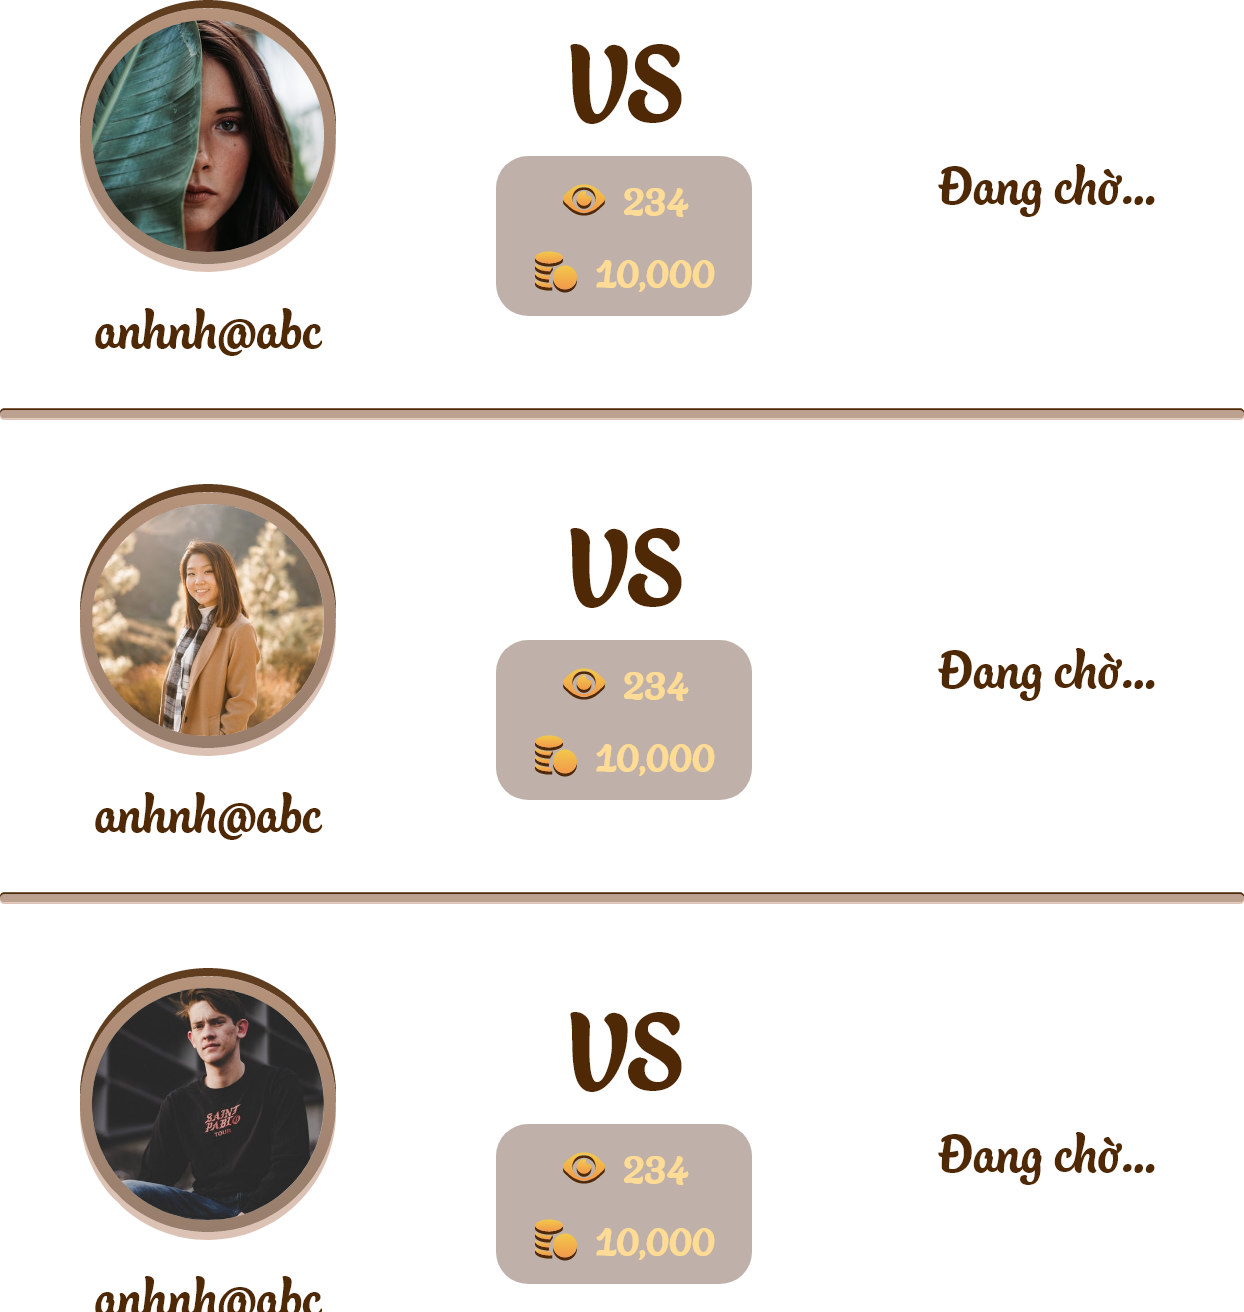 VS
234
10,000
Đang chờ...
anhnh@abc
VS
234
10,000
Đang chờ...
anhnh@abc
SAINT
PABLO
TOUR
VS
234
10,000
Đang chờ...
anhnh@abc